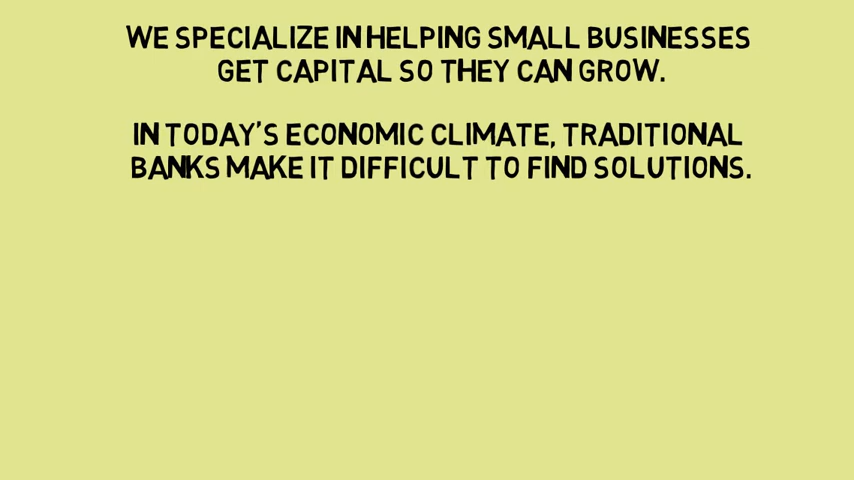 WE SPECIALIZE IN HELPING SMALL BUSINESSES
GET CAPITAL SO THEY CAN GROW.
IN TODAY'S ECONOMIC CLIMATE, TRADITIONAL
BANKS MAKE IT DIFFICULT TO FIND SOLUTIONS.